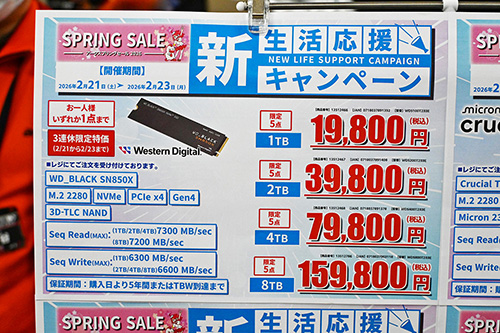 SPRING SALE
【開催期間】
2026年2月21日(土)～2026年2月23日(月)
新生活応援
NEW LIFE SUPPORT CAMPAIGN
キャンペーン
お一人様
いずれか1点まで
3連休限定特価
(2/21から2/23まで)
WD_BLACK
Western Digital
■レジにてご注文を受け付けております。
WD_BLACK SN850X
M.2 2280 NVMe PCIe x4 Gen4
3D-TLC NAND
Seq Read(MAX) (1TB/2TB/4TB) 7300 MB/sec
(8TB) 7200 MB/sec
Seq Write(MAX) (1TB) 6300 MB/sec
(2TB/4TB/8TB) 6600 MB/sec
保証期間：購入日より5年間またはTBW到達まで
限定
5点
1TB
19,800円(税込)
限定
5点
2TB
39,800円(税込)
限定
5点
4TB
79,800円(税込)
限定
5点
8TB
159,800円(税込)
SPRING SALE
新
micron
cruc
Crucial
M.2 2280
Micron 23
Seq Read
Seq Write
保証期間：
SPRING